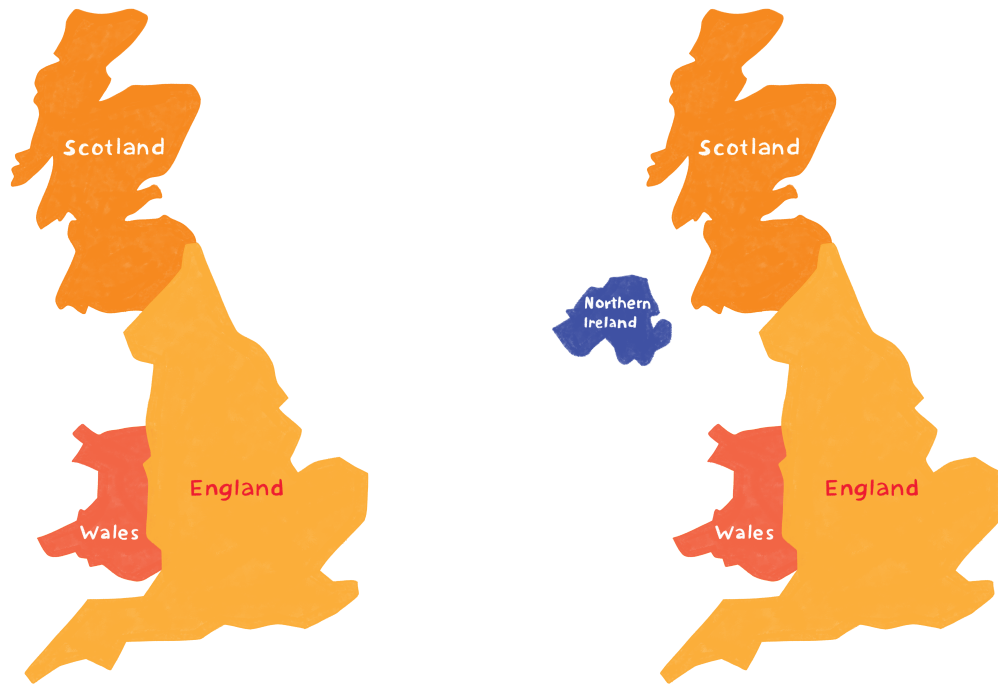 Scotland
England
Wales
Scotland
Northern
Ireland
England
Wales